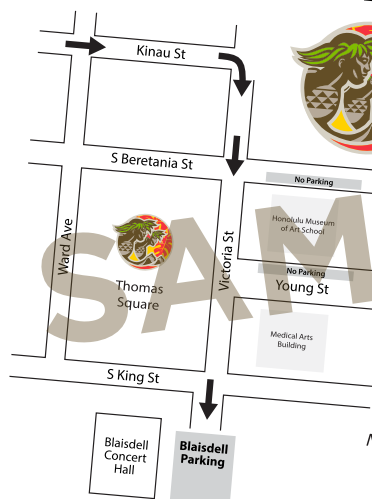 Kinau St
S Beretania St
No Parking
Honolulu Museum
of Art School
Ward Ave
Victoria St
No Parking
Thomas
Square
Young St
SAM
Medical Arts
Building
S King St
Blaisdell
Concert
Hall
Blaisdell
Parking